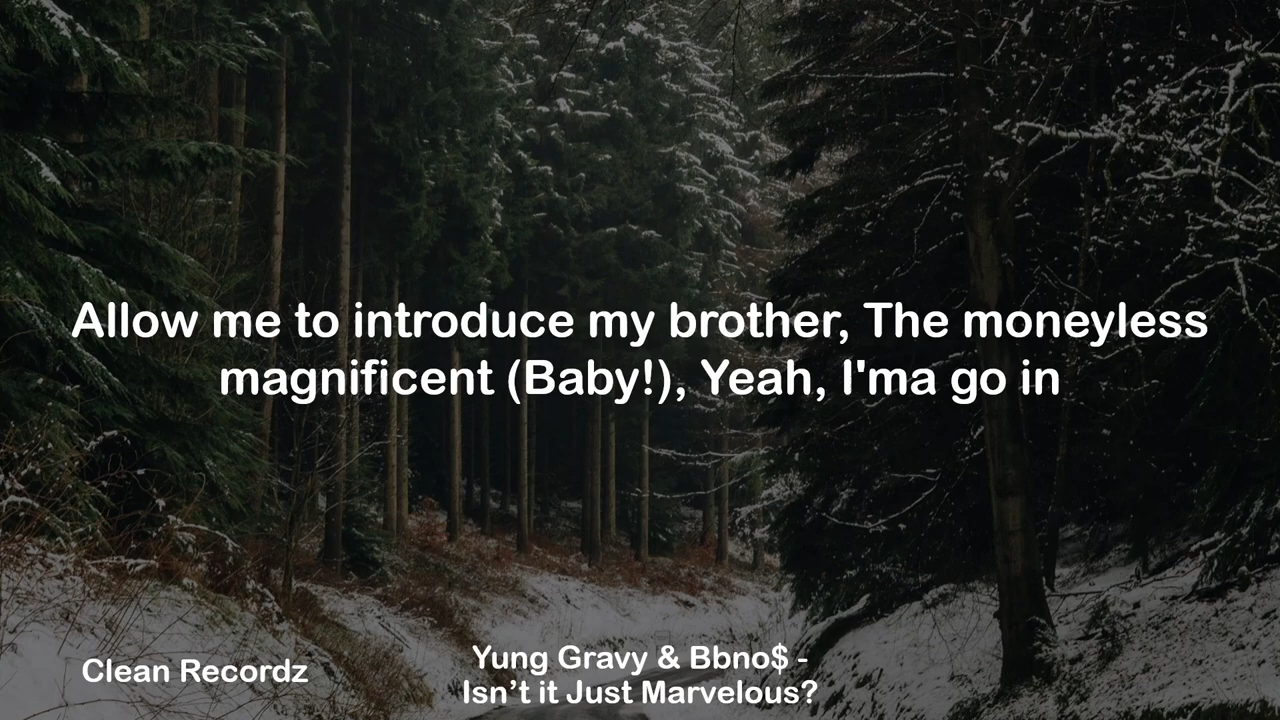 Allow me to introduce my brother, The moneyless
magnificent (Baby!), Yeah, I'ma go in
Clean Recordz
Yung Gravy & Bbno$ -
Isn’t it Just Marvelous?